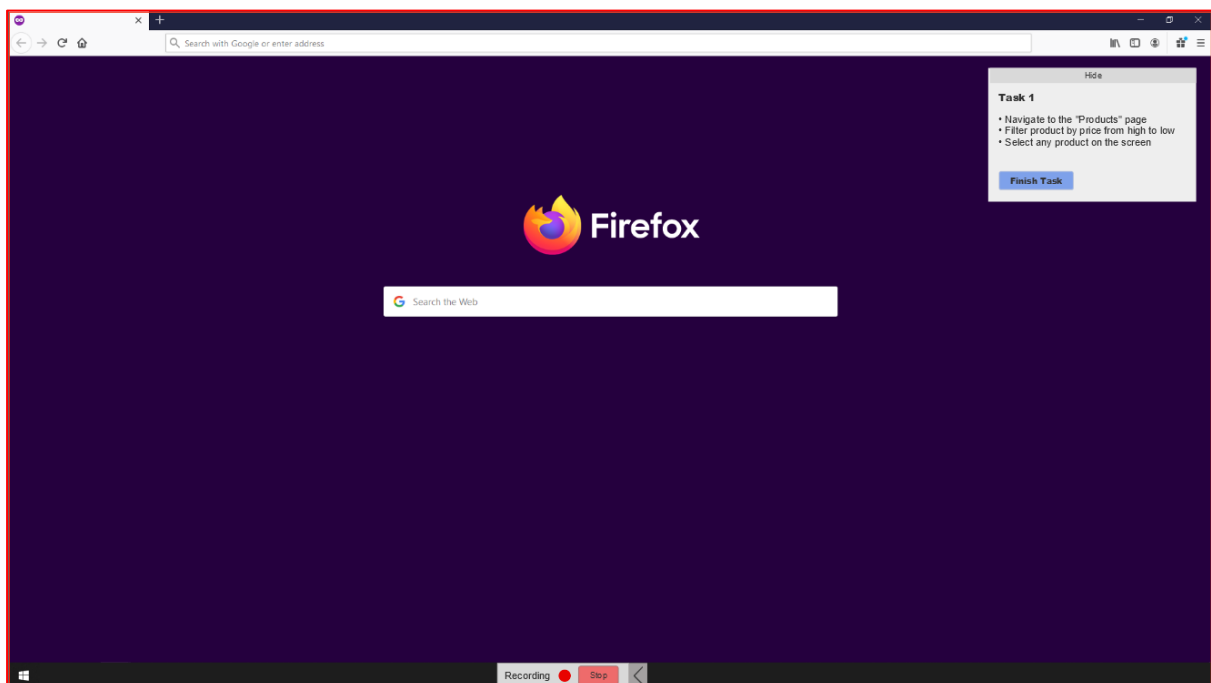 Search with Google or enter address
Hide
Task 1
• Navigate to the "Products" page
• Filter product by price from high to low
• Select any product on the screen
Finish Task
Firefox
Search the Web
Recording
Stop